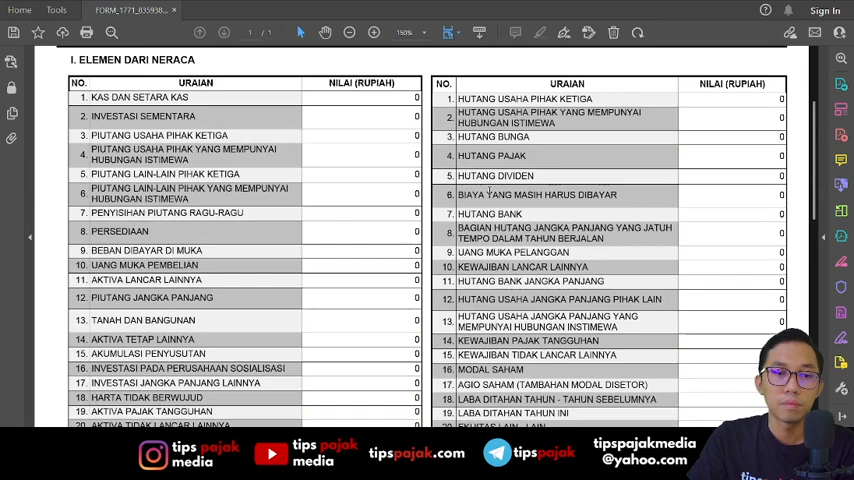 Home
Tools
FORM_1771_835938...
×
Sign In
1 / 1
150%
I. ELEMEN DARI NERACA
NO. URAIAN NILAI (RUPIAH)
1. KAS DAN SETARA KAS 0
2. INVESTASI SEMENTARA 0
3. PIUTANG USAHA PIHAK KETIGA 0
4. PIUTANG USAHA PIHAK YANG MEMPUNYAI
HUBUNGAN ISTIMEWA 0
5. PIUTANG LAIN-LAIN PIHAK KETIGA 0
6. PIUTANG LAIN-LAIN PIHAK YANG MEMPUNYAI
HUBUNGAN ISTIMEWA 0
7. PENYISIHAN PIUTANG RAGU-RAGU 0
8. PERSEDIAAN 0
9. BEBAN DIBAYAR DI MUKA 0
10. UANG MUKA PEMBELIAN 0
11. AKTIVA LANCAR LAINNYA 0
12. PIUTANG JANGKA PANJANG 0
13. TANAH DAN BANGUNAN 0
14. AKTIVA TETAP LAINNYA 0
15. AKUMULASI PENYUSUTAN 0
16. INVESTASI PADA PERUSAHAAN SOSIALISASI 0
17. INVESTASI JANGKA PANJANG LAINNYA 0
18. HARTA TIDAK BERWUJUD 0
19. AKTIVA PAJAK TANGGUHAN 0
20. AKTIVA TIDAK LANCAR LAINNYA 0
NO. URAIAN NILAI (RUPIAH)
1. HUTANG USAHA PIHAK KETIGA 0
2. HUTANG USAHA PIHAK YANG MEMPUNYAI
HUBUNGAN ISTIMEWA 0
3. HUTANG BUNGA 0
4. HUTANG PAJAK 0
5. HUTANG DIVIDEN 0
6. BIAYA YANG MASIH HARUS DIBAYAR 0
7. HUTANG BANK 0
8. BAGIAN HUTANG JANGKA PANJANG YANG JATUH
TEMPO DALAM TAHUN BERJALAN 0
9. UANG MUKA PELANGGAN 0
10. KEWAJIBAN LANCAR LAINNYA 0
11. HUTANG BANK JANGKA PANJANG 0
12. HUTANG USAHA JANGKA PANJANG PIHAK LAIN 0
13. HUTANG USAHA JANGKA PANJANG YANG
MEMPUNYAI HUBUNGAN INSTIMEWA 0
14. KEWAJIBAN PAJAK TANGGUHAN
15. KEWAJIBAN TIDAK LANCAR LAINNYA
16. MODAL SAHAM
17. AGIO SAHAM (TAMBAHAN MODAL DISETOR)
18. LABA DITAHAN TAHUN - TAHUN SEBELUMNYA
19. LABA DITAHAN TAHUN INI
20. EKUITAS LAIN - LAIN
tips pajak
media
tips pajak
media
tipspajak.com
tipspajak
tipspajakmedia
@yahoo.com